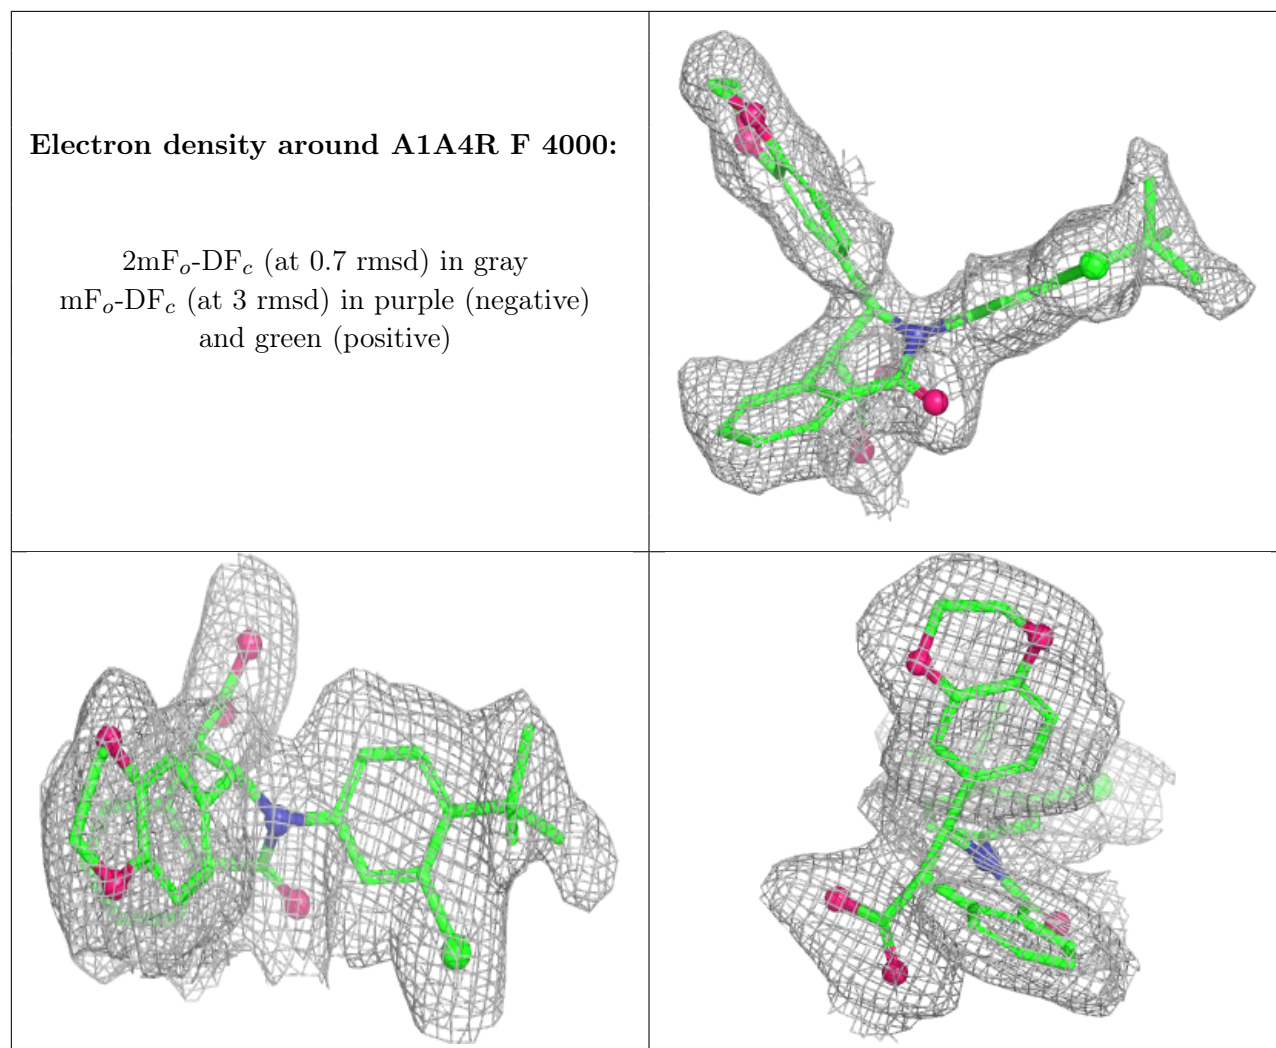 Electron density around A1A4R F 4000:
2mFo-DFc (at 0.7 rmsd) in gray
mFo-DFc (at 3 rmsd) in purple (negative)
and green (positive)